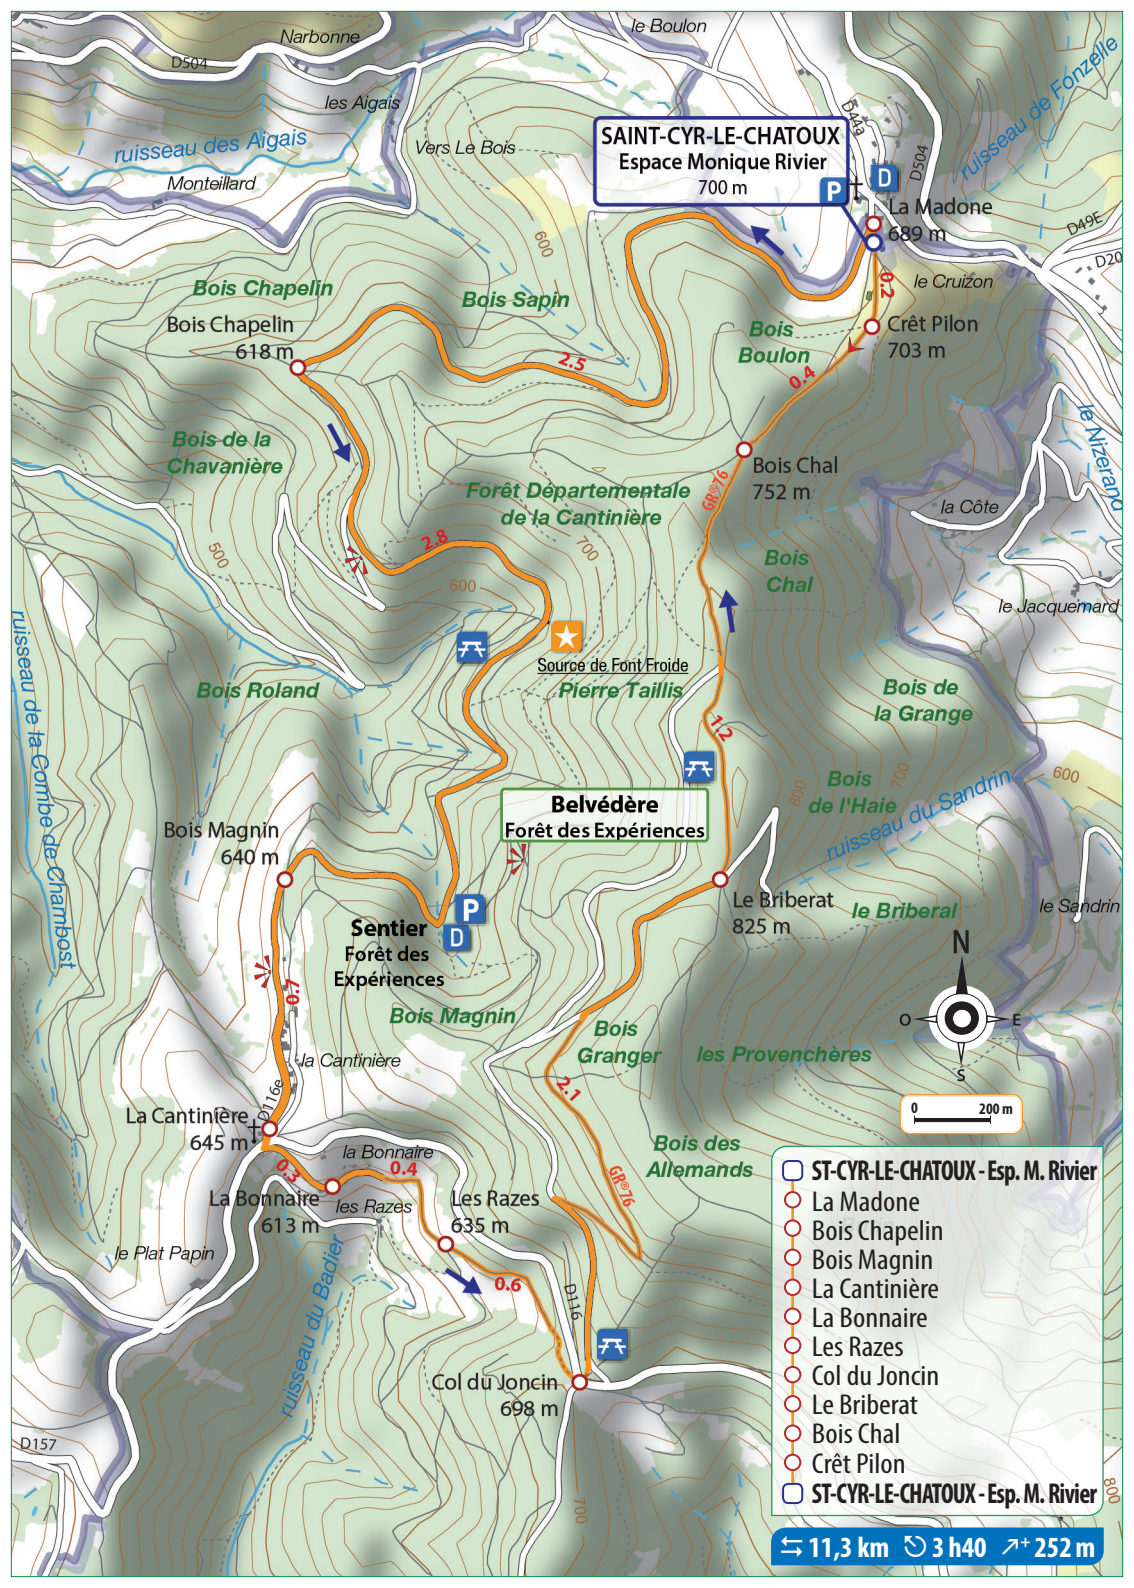 Narbonne
le Boulon
D504
les Aigais
ruisseau des Aigais
Vers Le Bois
Monteillard
D44a
D504
ruisseau de Fonzelle
SAINT-CYR-LE-CHATOUX
Espace Monique Rivier
700 m
P
D
La Madone
689 m
D49E
D20
600
le Cruizon
0.2
Bois Chapelin
Bois Sapin
Bois Chapelin
618 m
Bois
Boulon
Crêt Pilon
703 m
2.5
0.4
le Nizerand
Bois de la
Chavanière
Bois Chal
752 m
GR®76
Forêt Départementale
de la Cantinière
la Côte
2.8
500
700
600
Bois
Chal
le Jacquemard
ruisseau de la Combe de Chambost
Source de Font Froide
Bois Roland
Pierre Taillis
Bois de
la Grange
1.2
800
700
600
Bois
de l'Haie
ruisseau du Sandrin
Belvédère
Forêt des Expériences
Bois Magnin
640 m
Le Briberat
825 m
le Briberal
le Sandrin
P
D
Sentier
Forêt des
Expériences
N
O
E
S
0.7
Bois Magnin
Bois
Granger
les Provenchères
la Cantinière
D116e
2.1
0
200 m
La Cantinière
645 m
la Bonnaire
0.3
0.4
Bois des
Allemands
GR®76
La Bonnaire
613 m
les Razes
Les Razes
635 m
le Plat Papin
ruisseau du Badier
0.6
D116
Col du Joncin
698 m
D157
700
800
ST-CYR-LE-CHATOUX - Esp. M. Rivier
La Madone
Bois Chapelin
Bois Magnin
La Cantinière
La Bonnaire
Les Razes
Col du Joncin
Le Briberat
Bois Chal
Crêt Pilon
ST-CYR-LE-CHATOUX - Esp. M. Rivier
11,3 km 3 h40 + 252 m